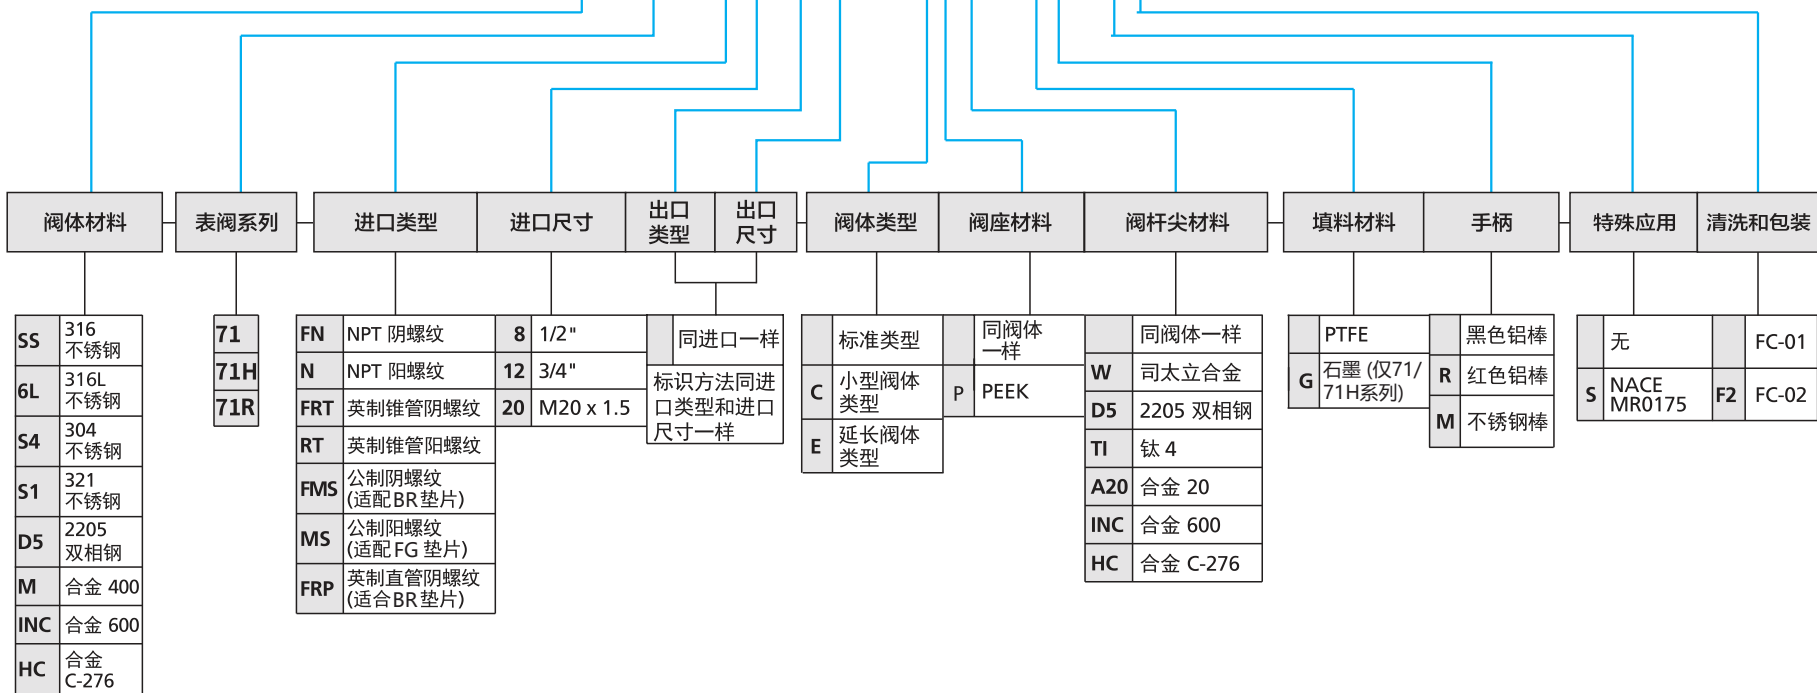 阀体材料
表阀系列
进口类型
进口尺寸
出口
类型
出口
尺寸
阀体类型
阀座材料
阀杆尖材料
填料材料
手柄
特殊应用
清洗和包装
SS 316
不锈钢
6L 316L
不锈钢
S4 304
不锈钢
S1 321
不锈钢
D5 2205
双相钢
M 合金 400
INC 合金 600
HC 合金
C-276
71
71H
71R
FN NPT 阴螺纹
N NPT 阳螺纹
FRT 英制锥管阴螺纹
RT 英制锥管阳螺纹
FMS 公制阴螺纹
(适配BR垫片)
MS 公制阳螺纹
(适配FG 垫片)
FRP 英制直管阴螺纹
(适合BR垫片)
8 1/2"
12 3/4"
20 M20 x 1.5
同进口一样
标识方法同进
口类型和进口
尺寸一样
标准类型
C 小型阀体
类型
E 延长阀体
类型
同阀体
一样
P PEEK
同阀体一样
W 司太立合金
D5 2205 双相钢
TI 钛 4
A20 合金 20
INC 合金 600
HC 合金 C-276
PTFE
G 石墨 (仅71/
71H系列)
黑色铝棒
R 红色铝棒
M 不锈钢棒
无
S NACE
MR0175
FC-01
F2 FC-02